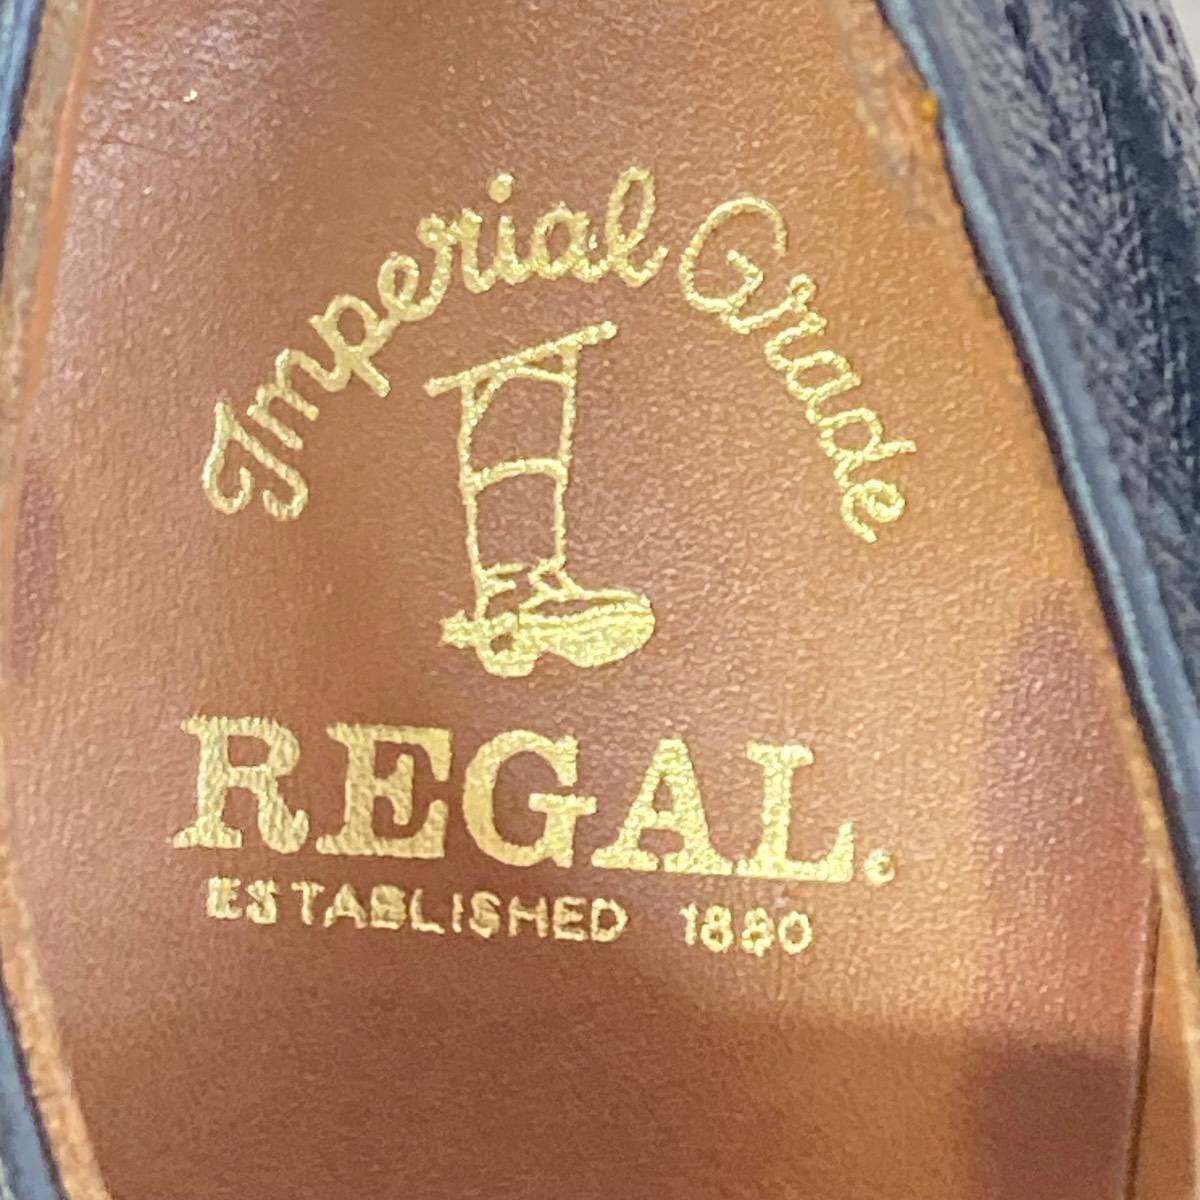 Imperial Grade
REGAL.
ESTABLISHED 1880